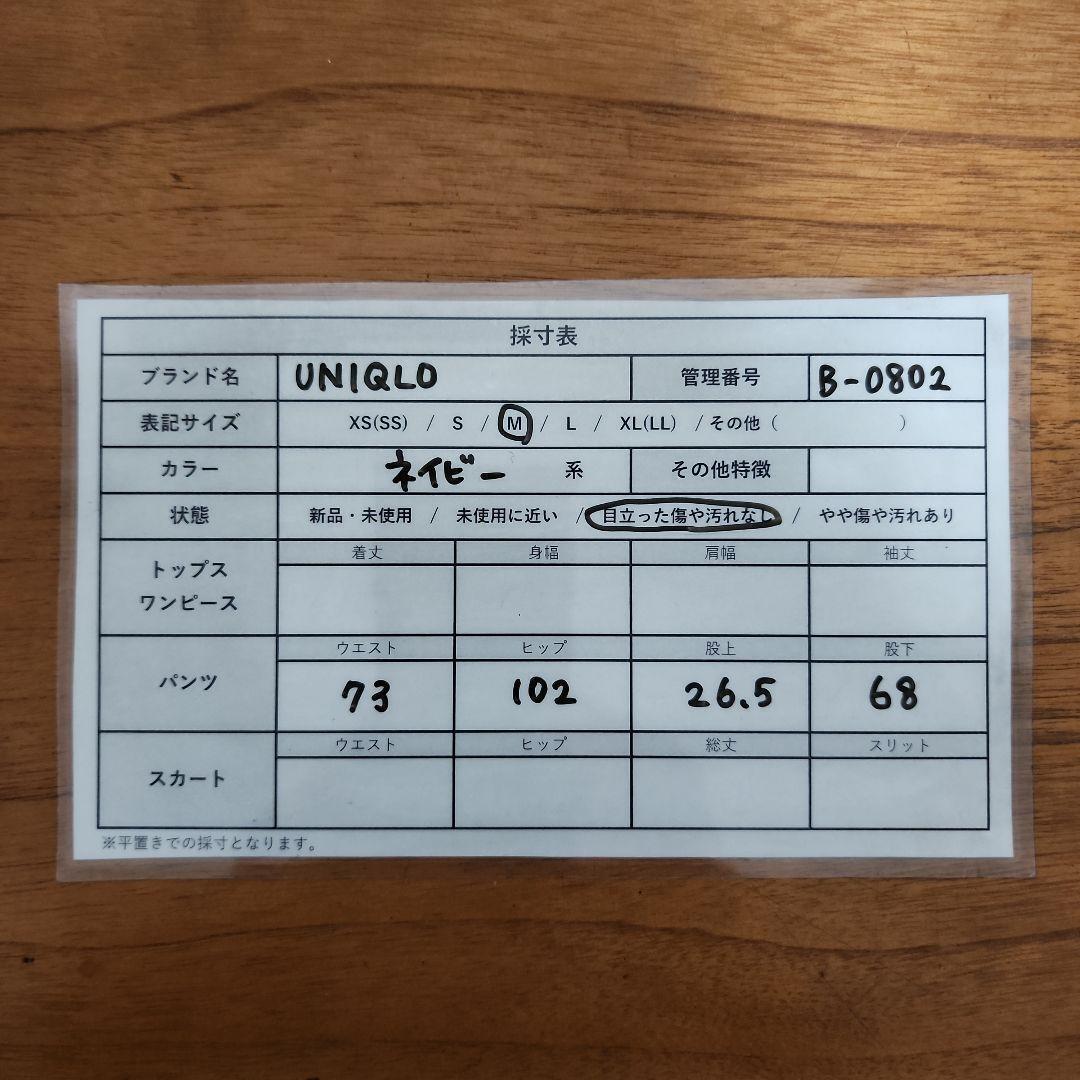 採寸表
ブランド名 UNIQLO 管理番号 B-0802
表記サイズ XS(SS) / S / M / L / XL(LL) / その他 ( )
カラー ネイビー 系 その他特徴
状態 新品・未使用 / 未使用に近い / 目立った傷や汚れなし / やや傷や汚れあり
着丈 身幅 肩幅 袖丈
トップス
ワンピース
ウエスト ヒップ 股上 股下
パンツ 73 102 26.5 68
ウエスト ヒップ 総丈 スリット
スカート
※平置きでの採寸となります。